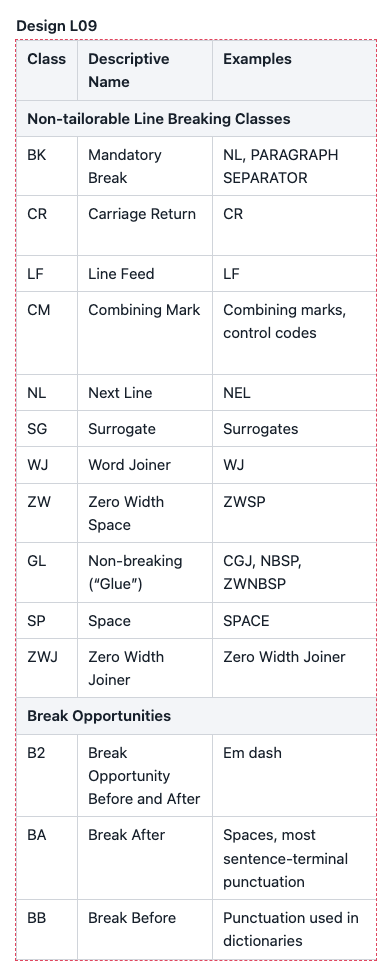 Design L09
Class Descriptive Name Examples
Non-tailorable Line Breaking Classes
BK Mandatory Break NL, PARAGRAPH SEPARATOR
CR Carriage Return CR
LF Line Feed LF
CM Combining Mark Combining marks, control codes
NL Next Line NEL
SG Surrogate Surrogates
WJ Word Joiner WJ
ZW Zero Width Space ZWSP
GL Non-breaking (“Glue”) CGJ, NBSP, ZWNBSP
SP Space SPACE
ZWJ Zero Width Joiner Zero Width Joiner
Break Opportunities
B2 Break Opportunity Before and After Em dash
BA Break After Spaces, most sentence-terminal punctuation
BB Break Before Punctuation used in dictionaries